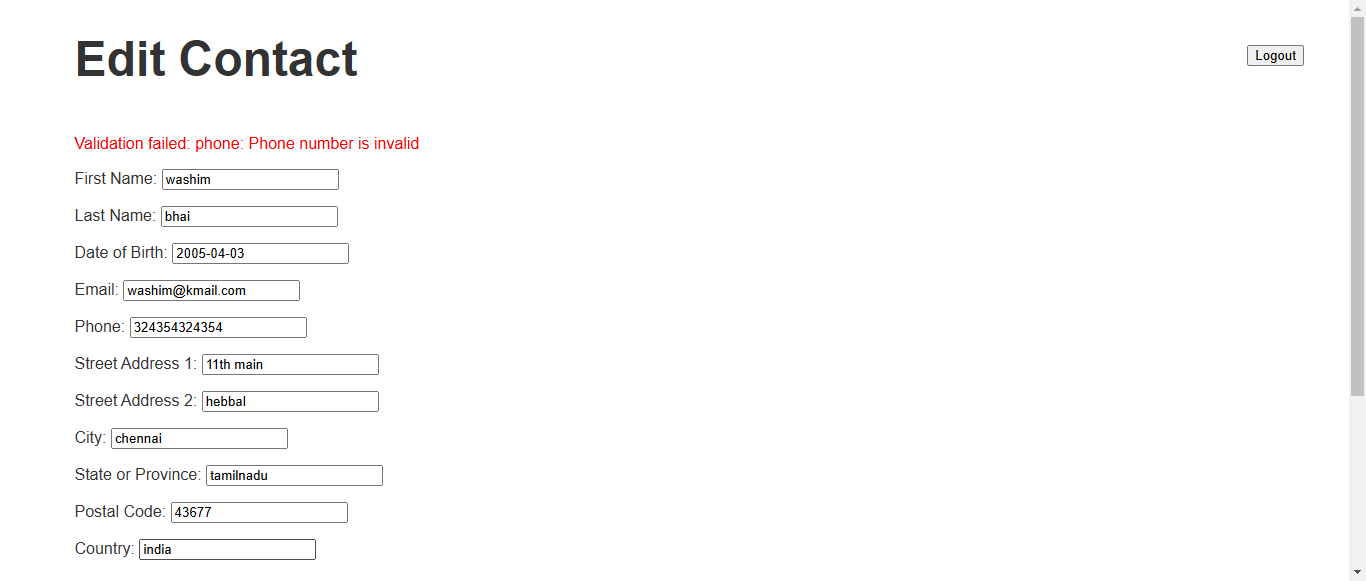 Edit Contact
Logout
Validation failed: phone: Phone number is invalid
First Name: washim
Last Name: bhai
Date of Birth: 2005-04-03
Email: washim@kmail.com
Phone: 324354324354
Street Address 1: 11th main
Street Address 2: hebbal
City: chennai
State or Province: tamilnadu
Postal Code: 43677
Country: india